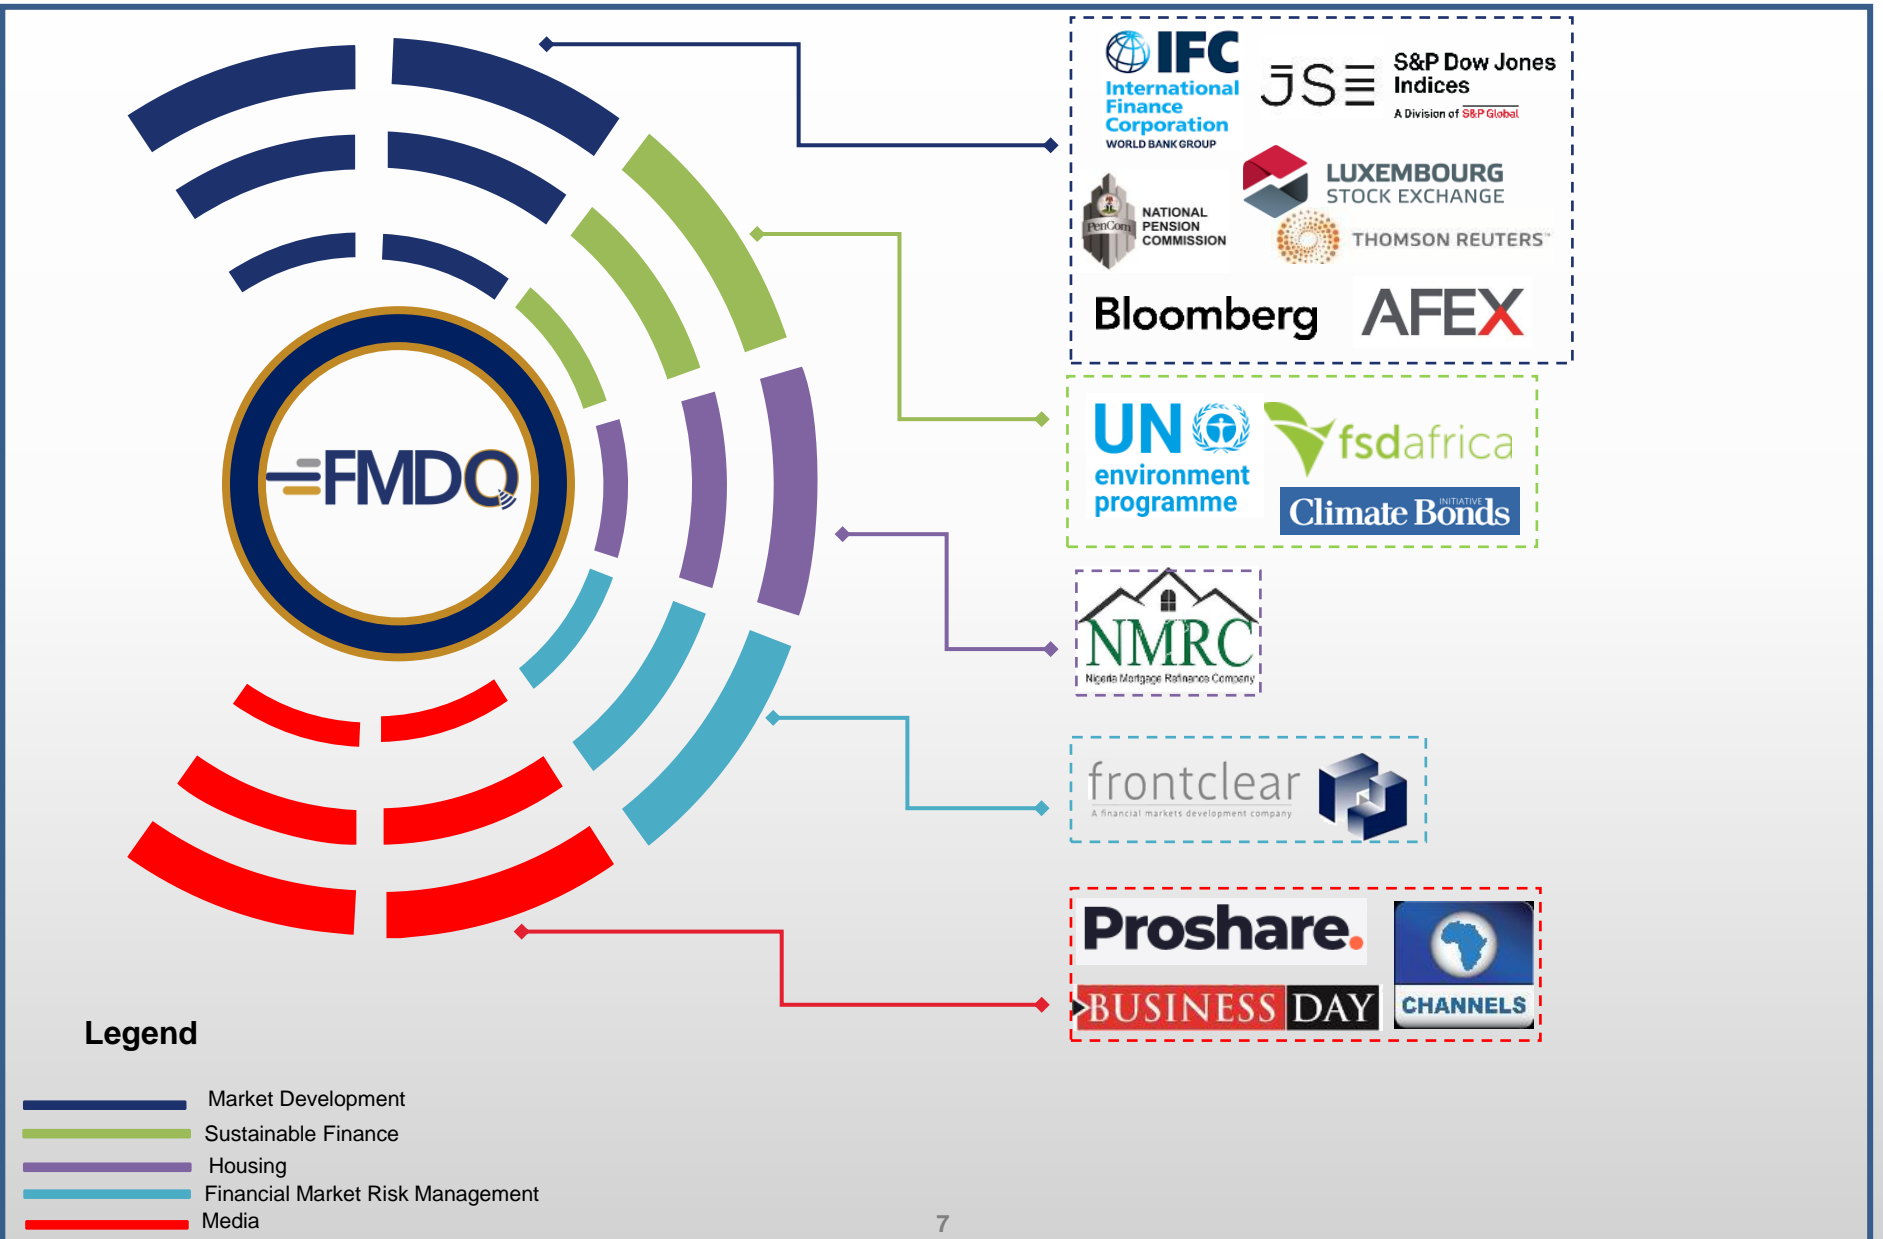 FMDQ
IFC
International
Finance
Corporation
WORLD BANK GROUP
JSE
S&P Dow Jones
Indices
A Division of S&P Global
LUXEMBOURG
STOCK EXCHANGE
PenCom
NATIONAL
PENSION
COMMISSION
THOMSON REUTERS
Bloomberg
AFEX
UN
environment
programme
fsdafrica
Climate Bonds
INITIATIVE
NMRC
Nigeria Mortgage Refinance Company
frontclear
A financial markets development company
Proshare.
BUSINESS DAY
CHANNELS
Legend
Market Development
Sustainable Finance
Housing
Financial Market Risk Management
Media
7